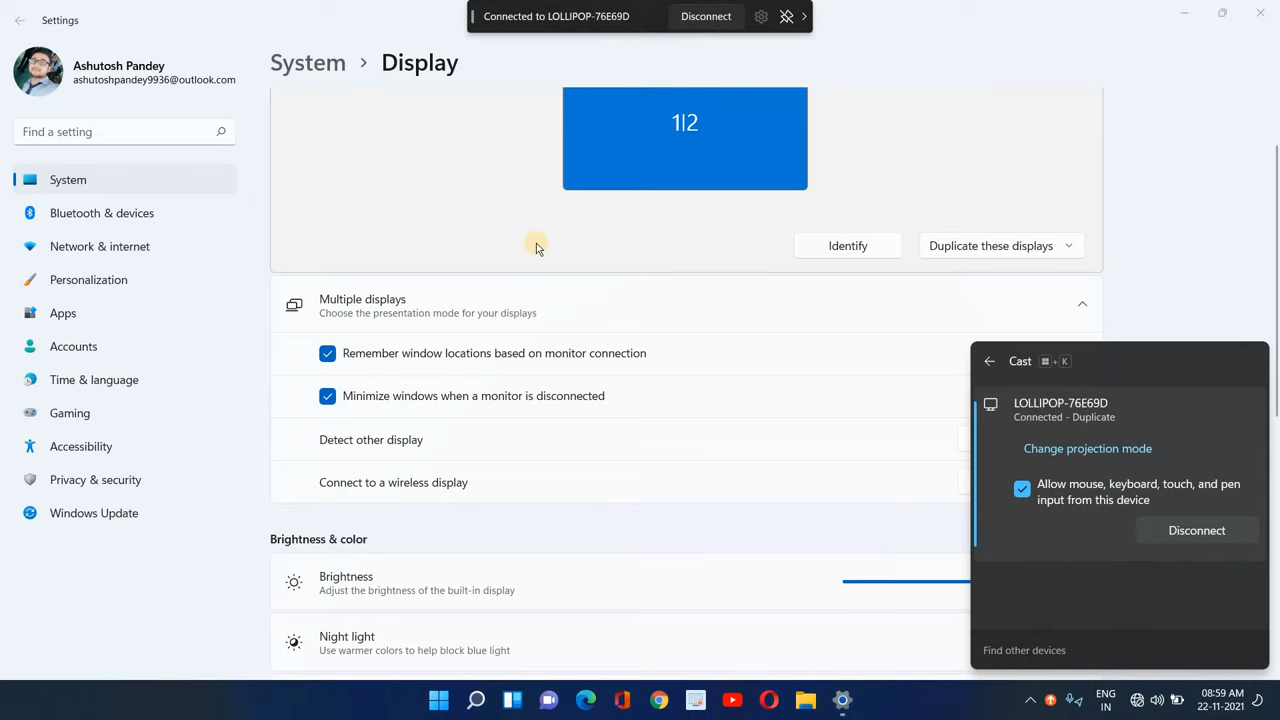 Settings
Connected to LOLLIPOP-76E69D
Disconnect
Ashutosh Pandey
ashutoshpandey9936@outlook.com
Find a setting
System
Bluetooth & devices
Network & internet
Personalization
Apps
Accounts
Time & language
Gaming
Accessibility
Privacy & security
Windows Update
System > Display
1|2
Identify
Duplicate these displays
Multiple displays
Choose the presentation mode for your displays
Remember window locations based on monitor connection
Minimize windows when a monitor is disconnected
Detect other display
Connect to a wireless display
Brightness & color
Brightness
Adjust the brightness of the built-in display
Night light
Use warmer colors to help block blue light
Cast + K
LOLLIPOP-76E69D
Connected - Duplicate
Change projection mode
Allow mouse, keyboard, touch, and pen
input from this device
Disconnect
Find other devices
ENG
IN
08:59 AM
22-11-2021